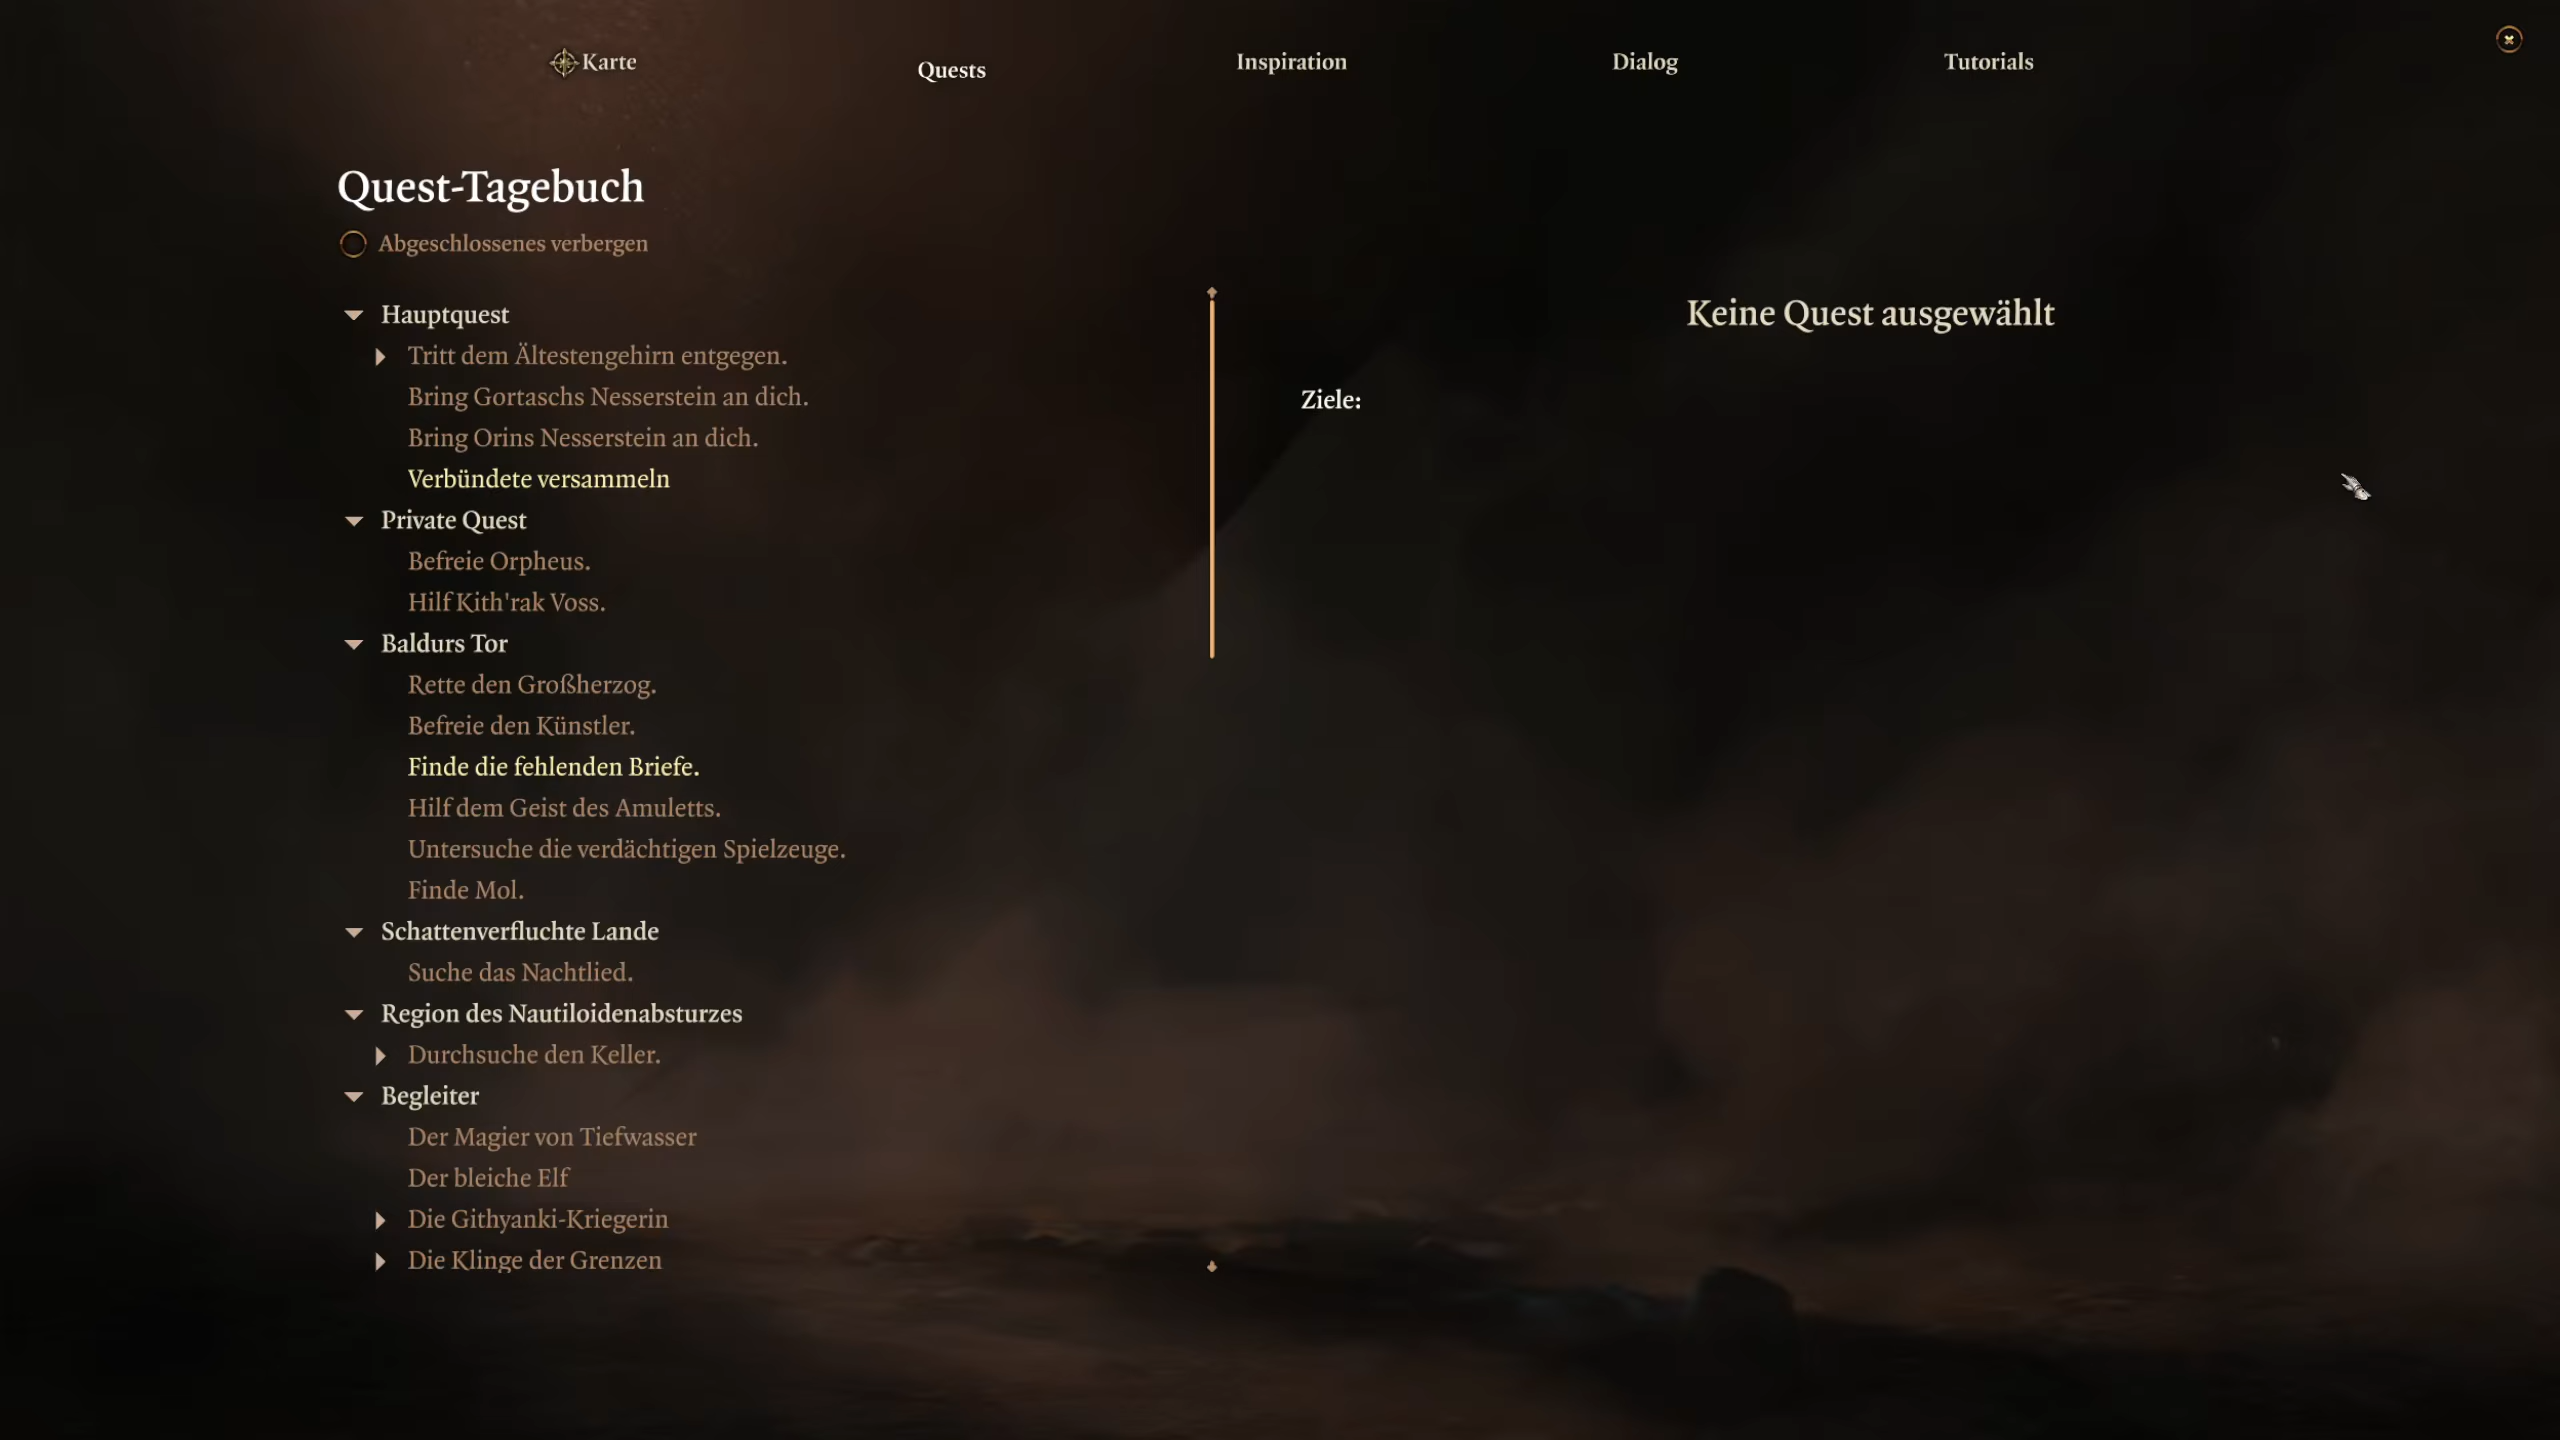 Karte
Quests
Inspiration
Dialog
Tutorials
Quest-Tagebuch
Abgeschlossenes verbergen
Hauptquest
Tritt dem Ältestengehirn entgegen.
Bring Gortaschs Nesserstein an dich.
Bring Orins Nesserstein an dich.
Verbündete versammeln
Private Quest
Befreie Orpheus.
Hilf Kith'rak Voss.
Baldurs Tor
Rette den Großherzog.
Befreie den Künstler.
Finde die fehlenden Briefe.
Hilf dem Geist des Amuletts.
Untersuche die verdächtigen Spielzeuge.
Finde Mol.
Schattenverfluchte Lande
Suche das Nachtlied.
Region des Nautiloidenabsturzes
Durchsuche den Keller.
Begleiter
Der Magier von Tiefwasser
Der bleiche Elf
Die Githyanki-Kriegerin
Die Klinge der Grenzen
Keine Quest ausgewählt
Ziele: